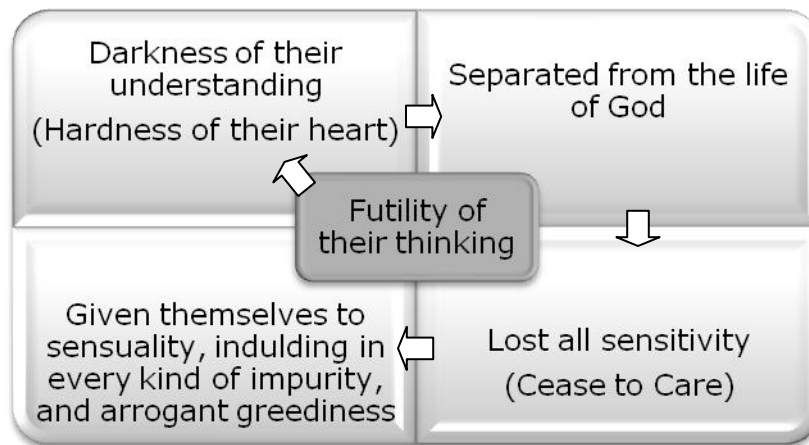 Darkness of their
understanding
(Hardness of their heart)
Separated from the life
of God
Futility of
their thinking
Given themselves to
sensuality, indulding in
every kind of impurity,
and arrogant greediness
Lost all sensitivity
(Cease to Care)